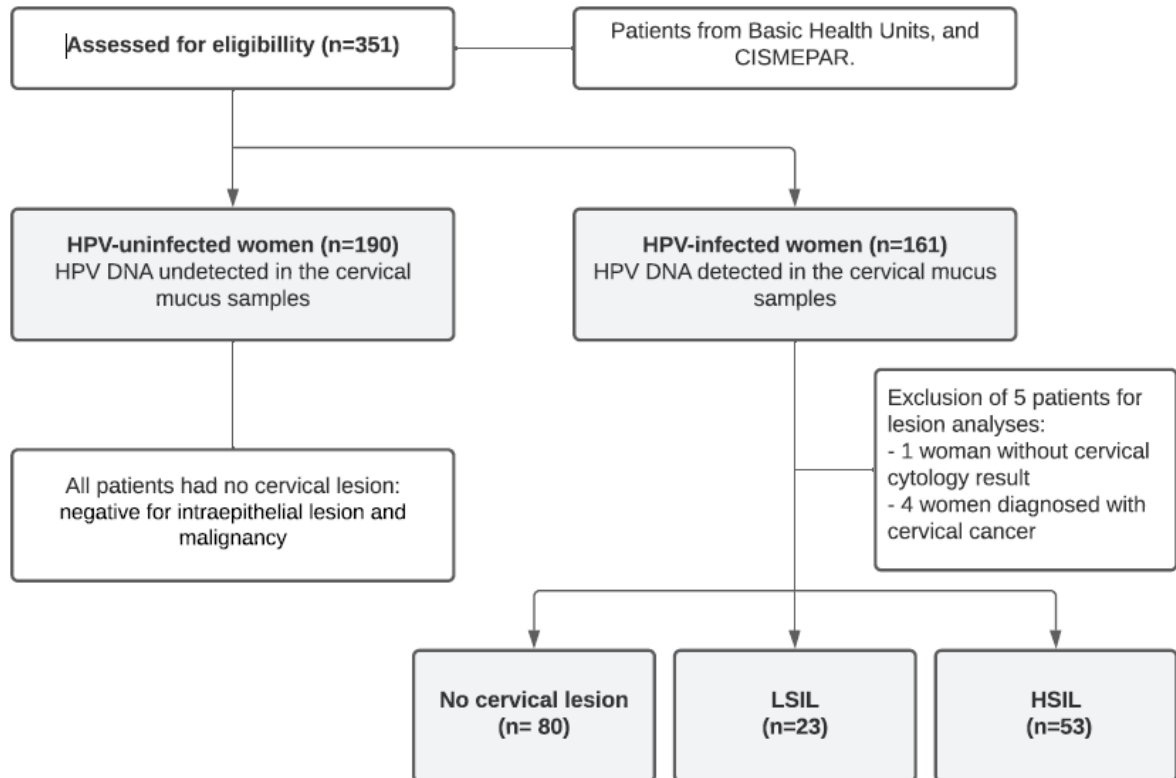 Assessed for eligibillity (n=351)
Patients from Basic Health Units, and
CISMEPAR.
HPV-uninfected women (n=190)
HPV DNA undetected in the cervical
mucus samples
HPV-infected women (n=161)
HPV DNA detected in the cervical mucus
samples
Exclusion of 5 patients for
lesion analyses:
- 1 woman without cervical
cytology result
- 4 women diagnosed with
cervical cancer
All patients had no cervical lesion:
negative for intraepithelial lesion and
malignancy
No cervical lesion
(n= 80)
LSIL
(n=23)
HSIL
(n=53)